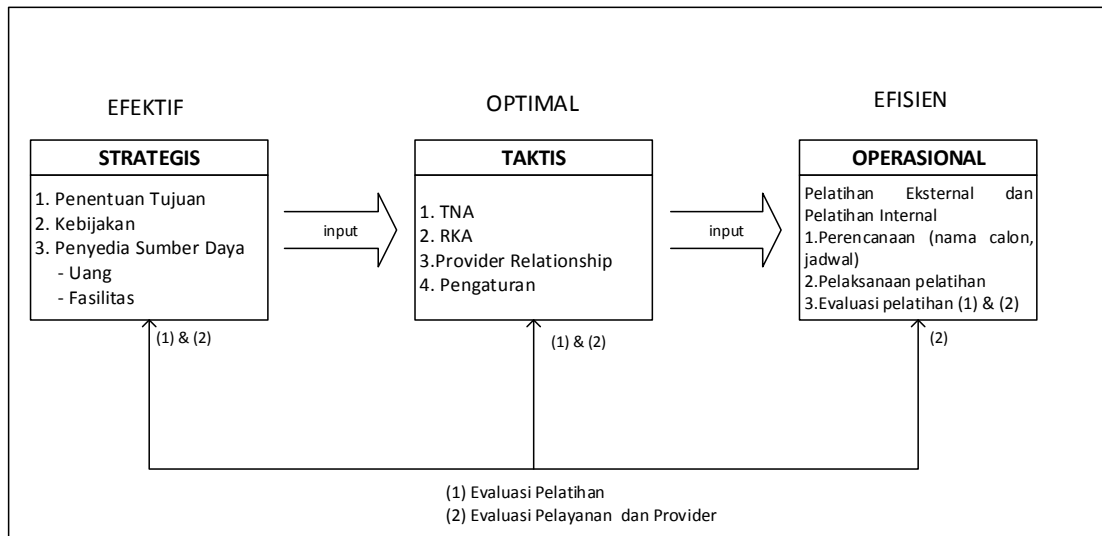 EFEKTIF
STRATEGIS
1. Penentuan Tujuan
2. Kebijakan
3. Penyedia Sumber Daya
- Uang
- Fasilitas
input
OPTIMAL
TAKTIS
1. TNA
2. RKA
3.Provider Relationship
4. Pengaturan
input
EFISIEN
OPERASIONAL
Pelatihan Eksternal dan
Pelatihan Internal
1.Perencanaan (nama calon,
jadwal)
2.Pelaksanaan pelatihan
3.Evaluasi pelatihan (1) & (2)
(1) & (2)
(1) & (2)
(2)
(1) Evaluasi Pelatihan
(2) Evaluasi Pelayanan dan Provider